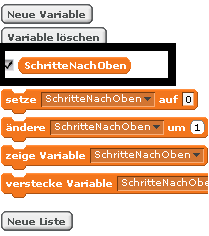 Neue Variable
Variable löschen
SchritteNachOben
setze SchritteNachOben auf 0
ändere SchritteNachOben um 1
zeige Variable SchritteNachOben
verstecke Variable SchritteNachOben
Neue Liste